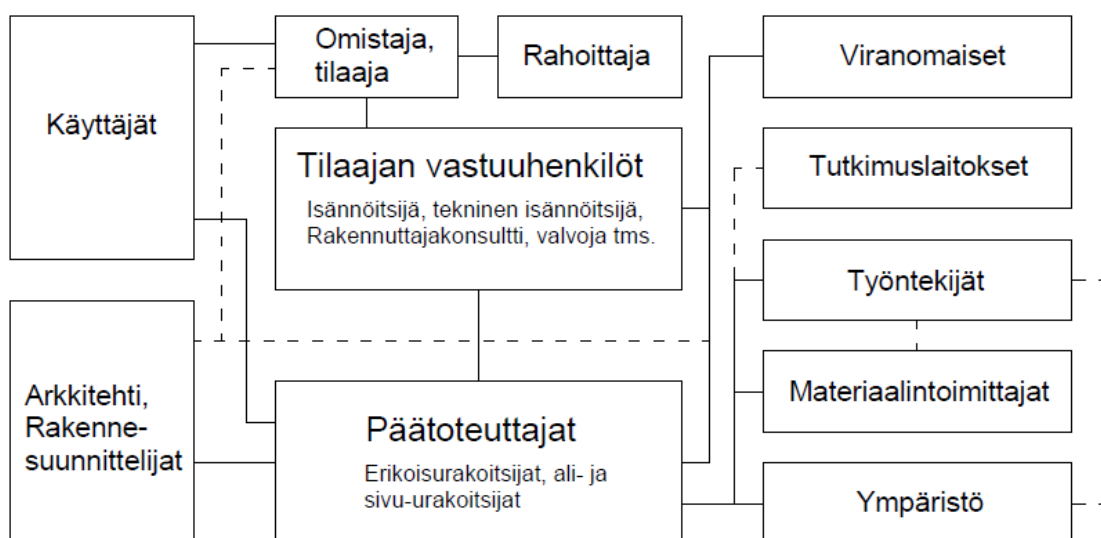 Käyttäjät
Omistaja,
tilaaja
Rahoittaja
Viranomaiset
Tilaajan vastuuhenkilöt
Isännöitsijä, tekninen isännöitsijä,
Rakennuttajakonsultti, valvoja tms.
Tutkimuslaitokset
Työntekijät
Arkkitehti,
Rakenne-
suunnittelijat
Päätoteuttajat
Erikoisurakoitsijat, ali- ja
sivu-urakoitsijat
Materiaalintoimittajat
Ympäristö